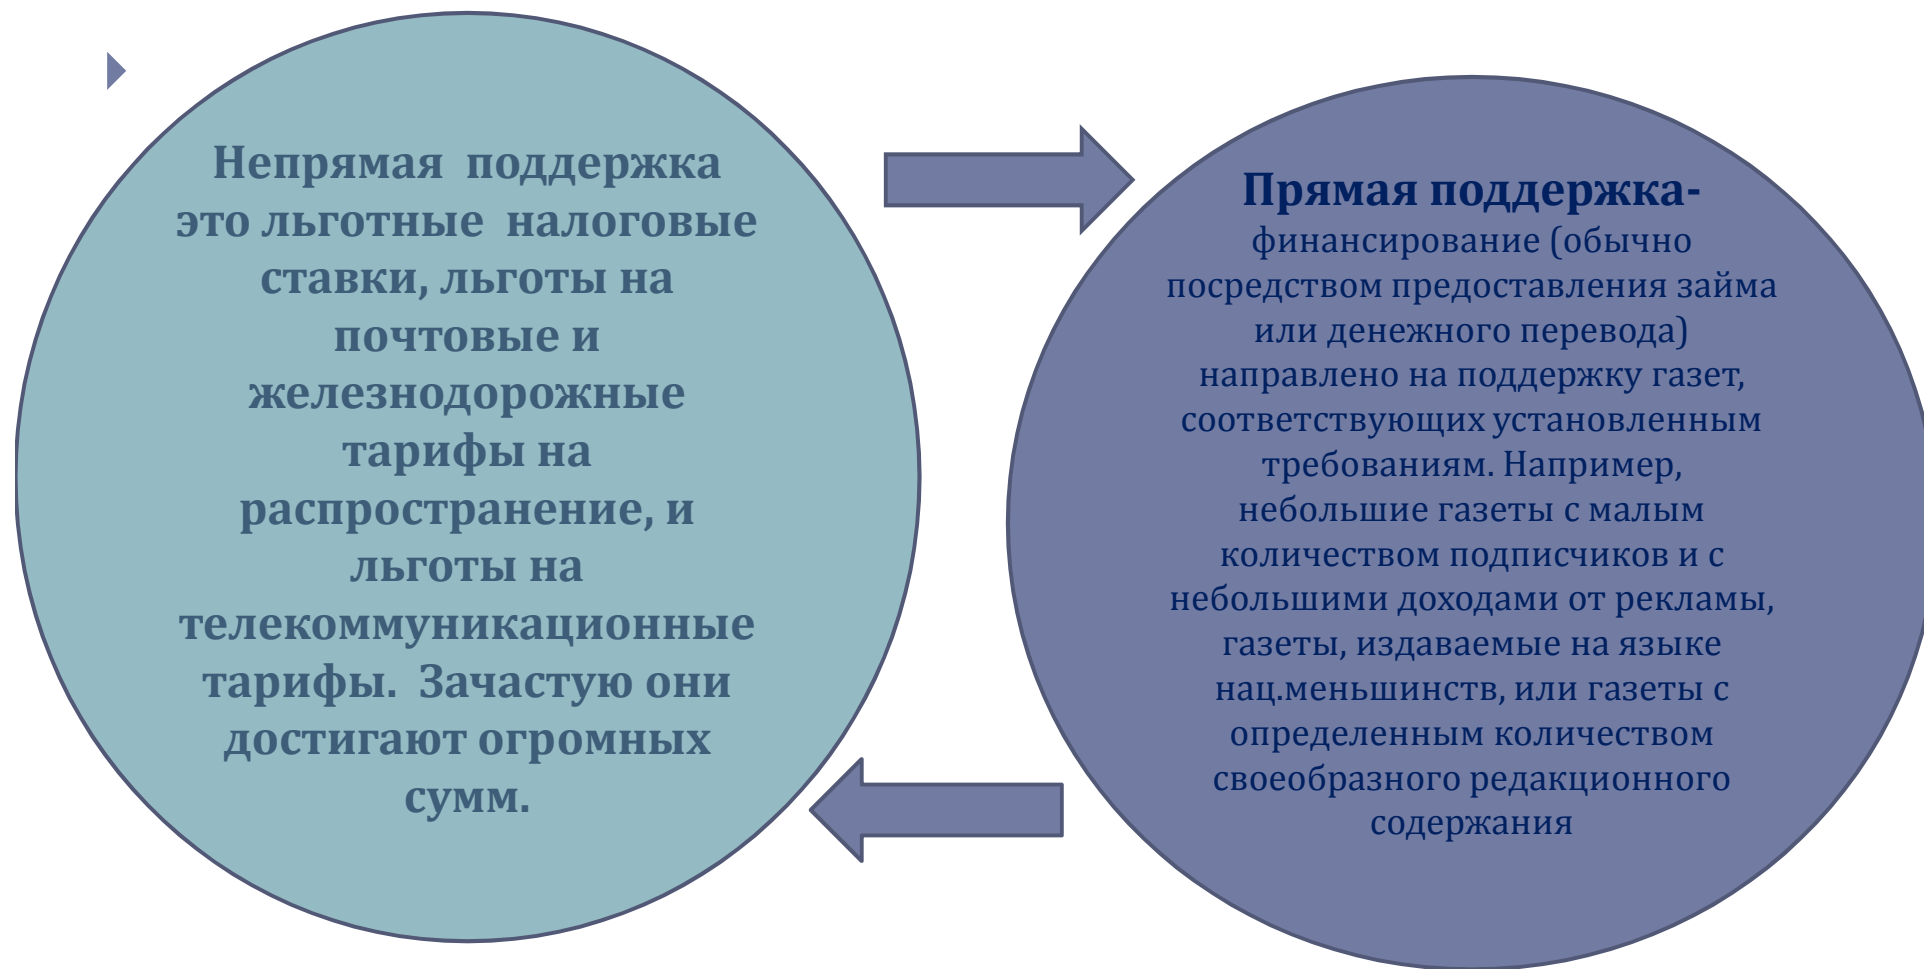 Непрямая поддержка
это льготные налоговые
ставки, льготы на
почтовые и
железнодорожные
тарифы на
распространение, и
льготы на
телекоммуникационные
тарифы. Зачастую они
достигают огромных
сумм.
Прямая поддержка-
финансирование (обычно
посредством предоставления займа
или денежного перевода)
направлено на поддержку газет,
соответствующих установленным
требованиям. Например,
небольшие газеты с малым
количеством подписчиков и с
небольшими доходами от рекламы,
газеты, издаваемые на языке
нац.меньшинств, или газеты с
определенным количеством
своеобразного редакционного
содержания